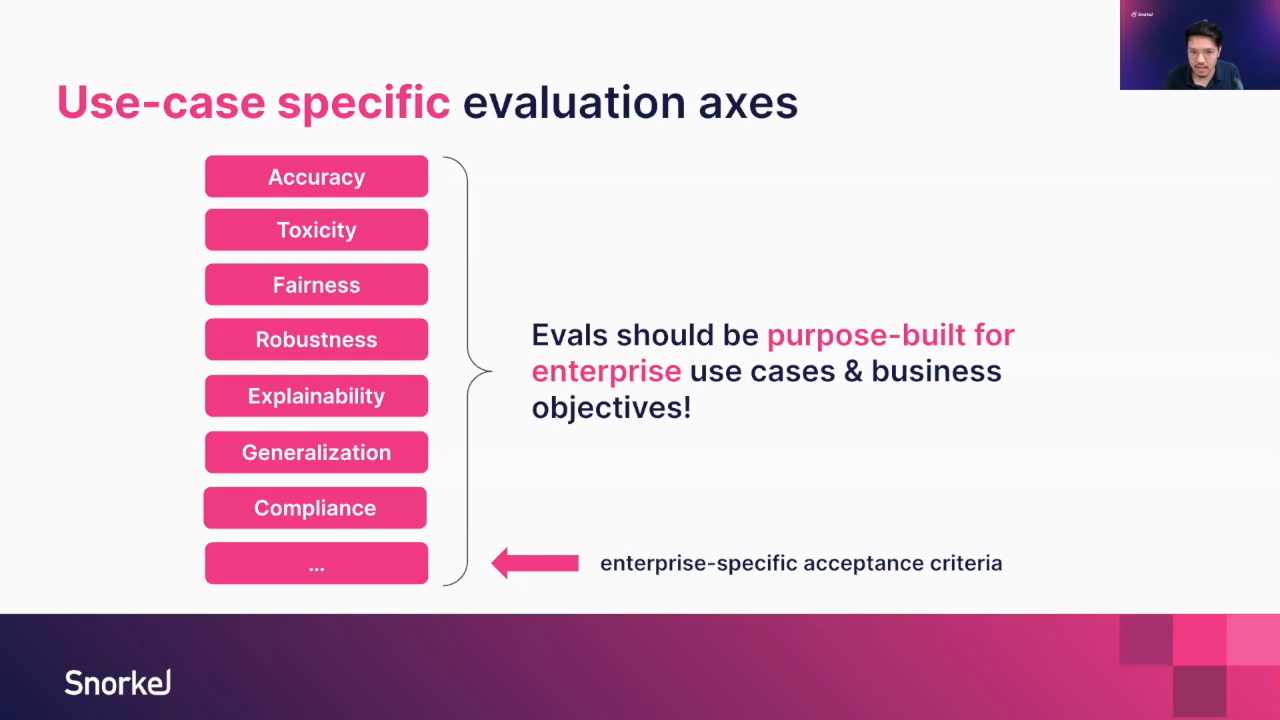 Snorkel
Use-case specific evaluation axes
Accuracy
Toxicity
Fairness
Robustness
Explainability
Generalization
Compliance
...
Evals should be purpose-built for
enterprise use cases & business
objectives!
enterprise-specific acceptance criteria
Snorkel